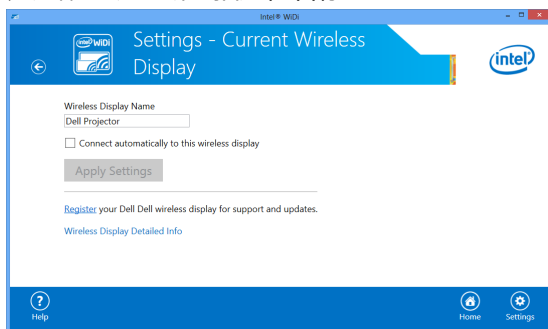 Intel® WiDi
intel WiDi
Settings - Current Wireless
Display
intel
Wireless Display Name
Dell Projector
Connect automatically to this wireless display
Apply Settings
Register your Dell Dell wireless display for support and updates.
Wireless Display Detailed Info
?
Help
Home
Settings